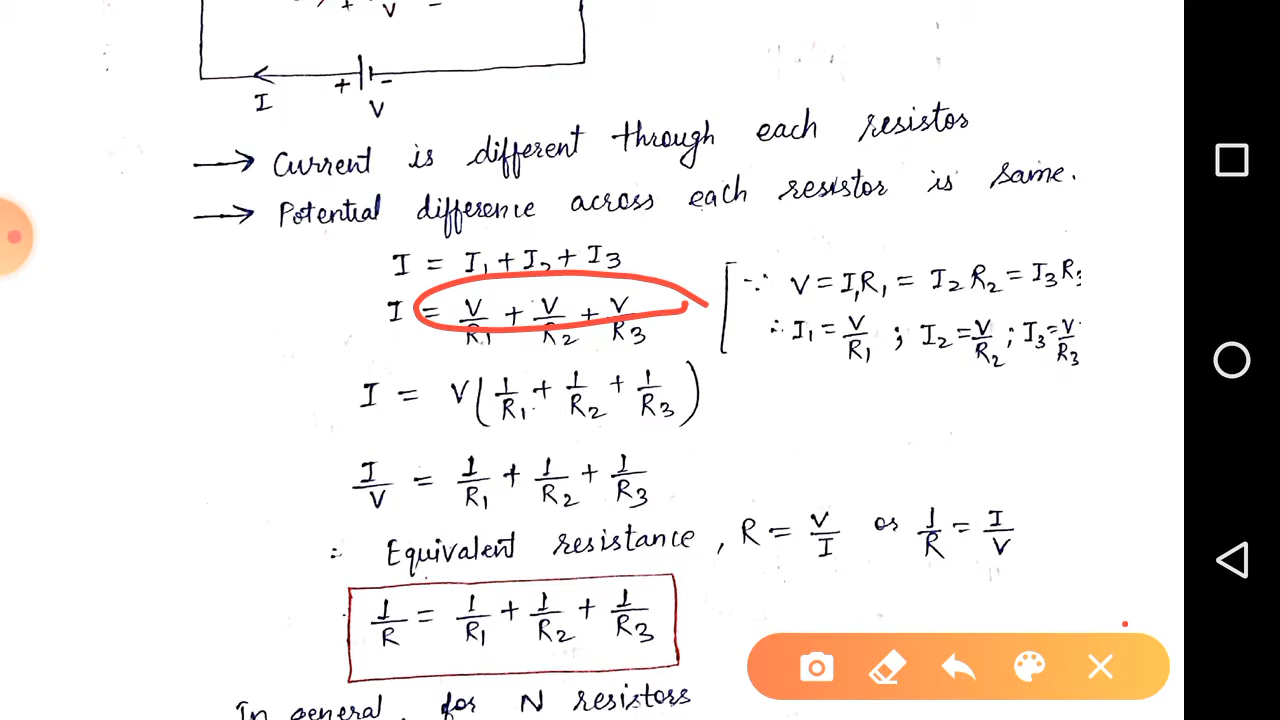 + V -
I + - V
→ Current is different through each resistor
→ Potential difference across each resistor is same.
I = I₁ + I₂ + I₃
I = V/R₁ + V/R₂ + V/R₃
[ ∵ V = I₁R₁ = I₂R₂ = I₃R₃
∴ I₁ = V/R₁ ; I₂ = V/R₂ ; I₃ = V/R₃
I = V(1/R₁ + 1/R₂ + 1/R₃)
I/V = 1/R₁ + 1/R₂ + 1/R₃
∴ Equivalent resistance, R = V/I or 1/R = I/V
1/R = 1/R₁ + 1/R₂ + 1/R₃
In general, for N resistors